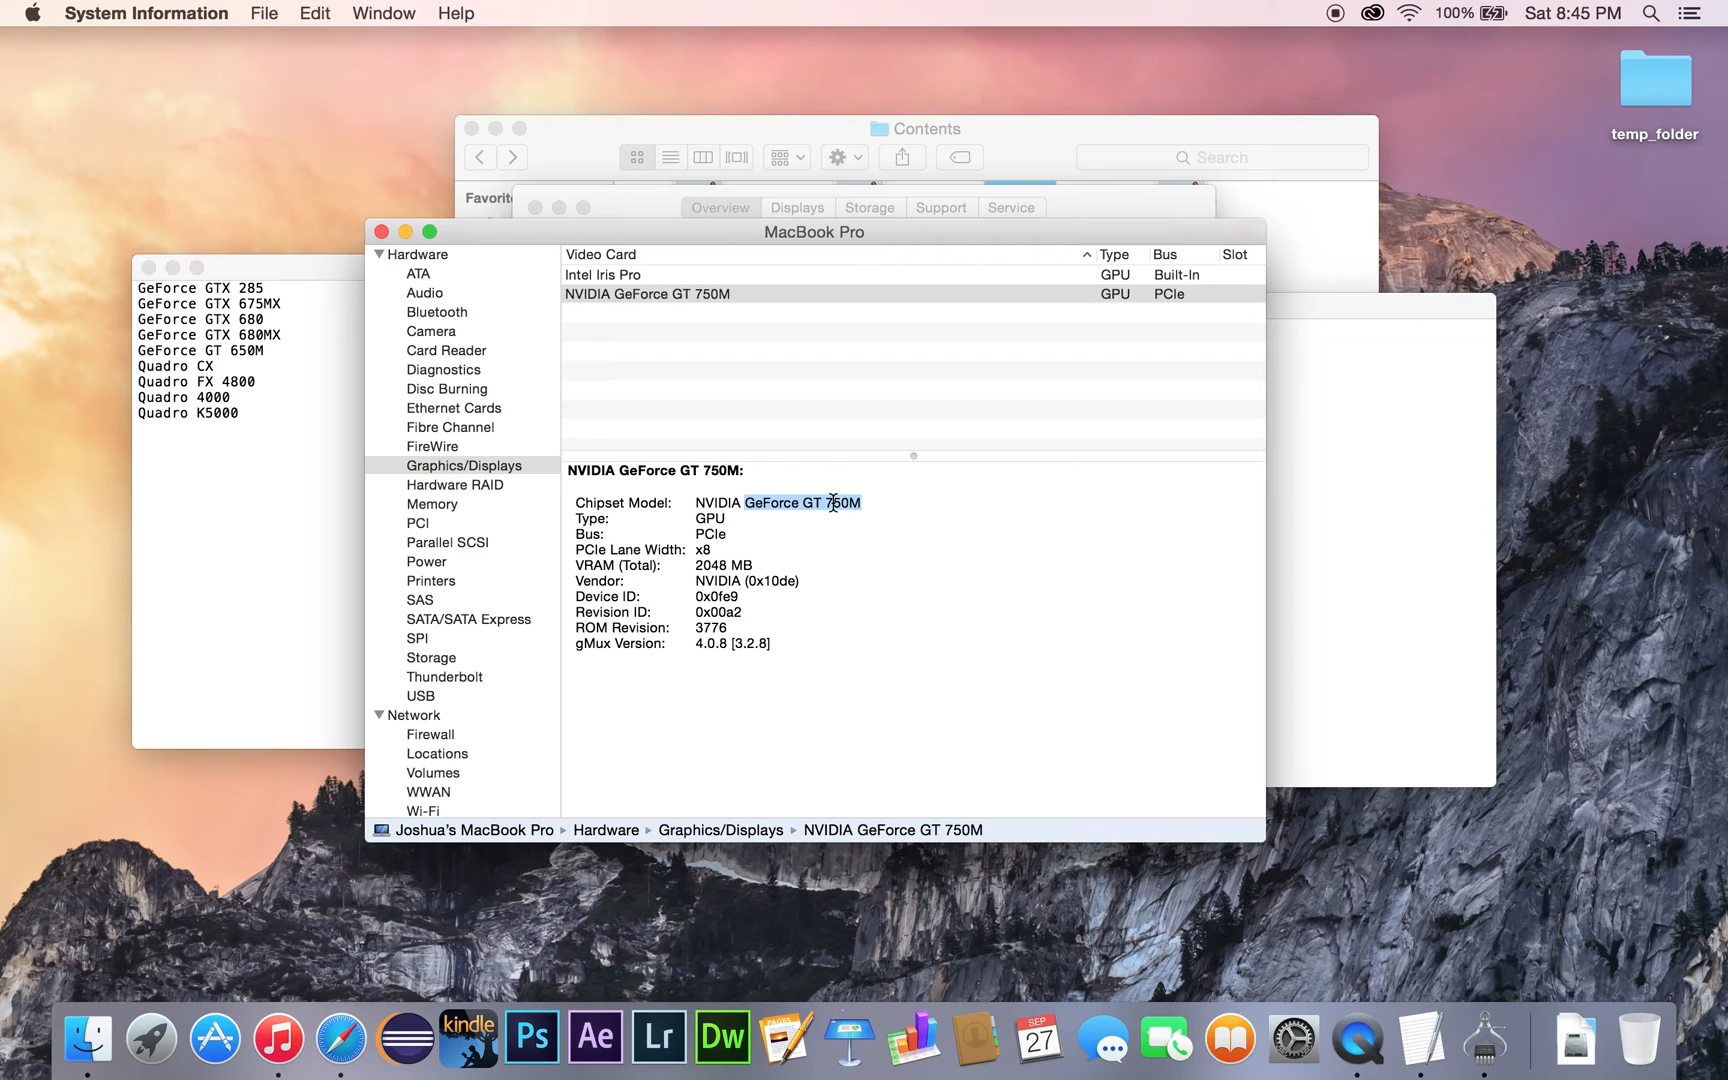 System Information File Edit Window Help
100% Sat 8:45 PM
temp_folder
Contents
Search
Favorit
Overview Displays Storage Support Service
MacBook Pro
GeForce GTX 285
GeForce GTX 675MX
GeForce GTX 680
GeForce GTX 680MX
GeForce GT 650M
Quadro CX
Quadro FX 4800
Quadro 4000
Quadro K5000
Hardware
ATA
Audio
Bluetooth
Camera
Card Reader
Diagnostics
Disc Burning
Ethernet Cards
Fibre Channel
FireWire
Graphics/Displays
Hardware RAID
Memory
PCI
Parallel SCSI
Power
Printers
SAS
SATA/SATA Express
SPI
Storage
Thunderbolt
USB
Network
Firewall
Locations
Volumes
WWAN
Wi-Fi
Video Card Type Bus Slot
Intel Iris Pro GPU Built-In
NVIDIA GeForce GT 750M GPU PCIe
NVIDIA GeForce GT 750M:
Chipset Model: NVIDIA GeForce GT 750M
Type: GPU
Bus: PCIe
PCIe Lane Width: x8
VRAM (Total): 2048 MB
Vendor: NVIDIA (0x10de)
Device ID: 0x0fe9
Revision ID: 0x00a2
ROM Revision: 3776
gMux Version: 4.0.8 [3.2.8]
Joshua's MacBook Pro Hardware Graphics/Displays NVIDIA GeForce GT 750M
kindle Ps Ae Lr Dw PAGES SEP
27